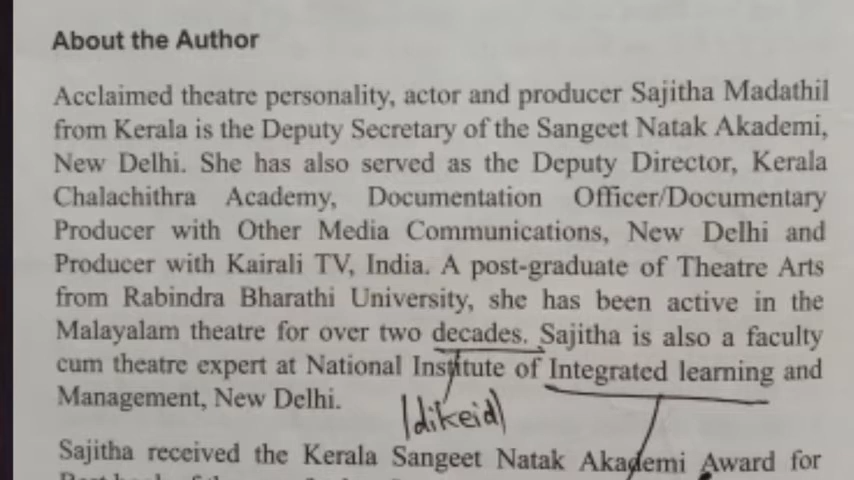 About the Author
Acclaimed theatre personality, actor and producer Sajitha Madathil
from Kerala is the Deputy Secretary of the Sangeet Natak Akademi,
New Delhi. She has also served as the Deputy Director, Kerala
Chalachithra Academy, Documentation Officer/Documentary
Producer with Other Media Communications, New Delhi and
Producer with Kairali TV, India. A post-graduate of Theatre Arts
from Rabindra Bharathi University, she has been active in the
Malayalam theatre for over two decades. Sajitha is also a faculty
cum theatre expert at National Institute of Integrated learning and
Management, New Delhi.
/dikeid/
Sajitha received the Kerala Sangeet Natak Akademi Award for